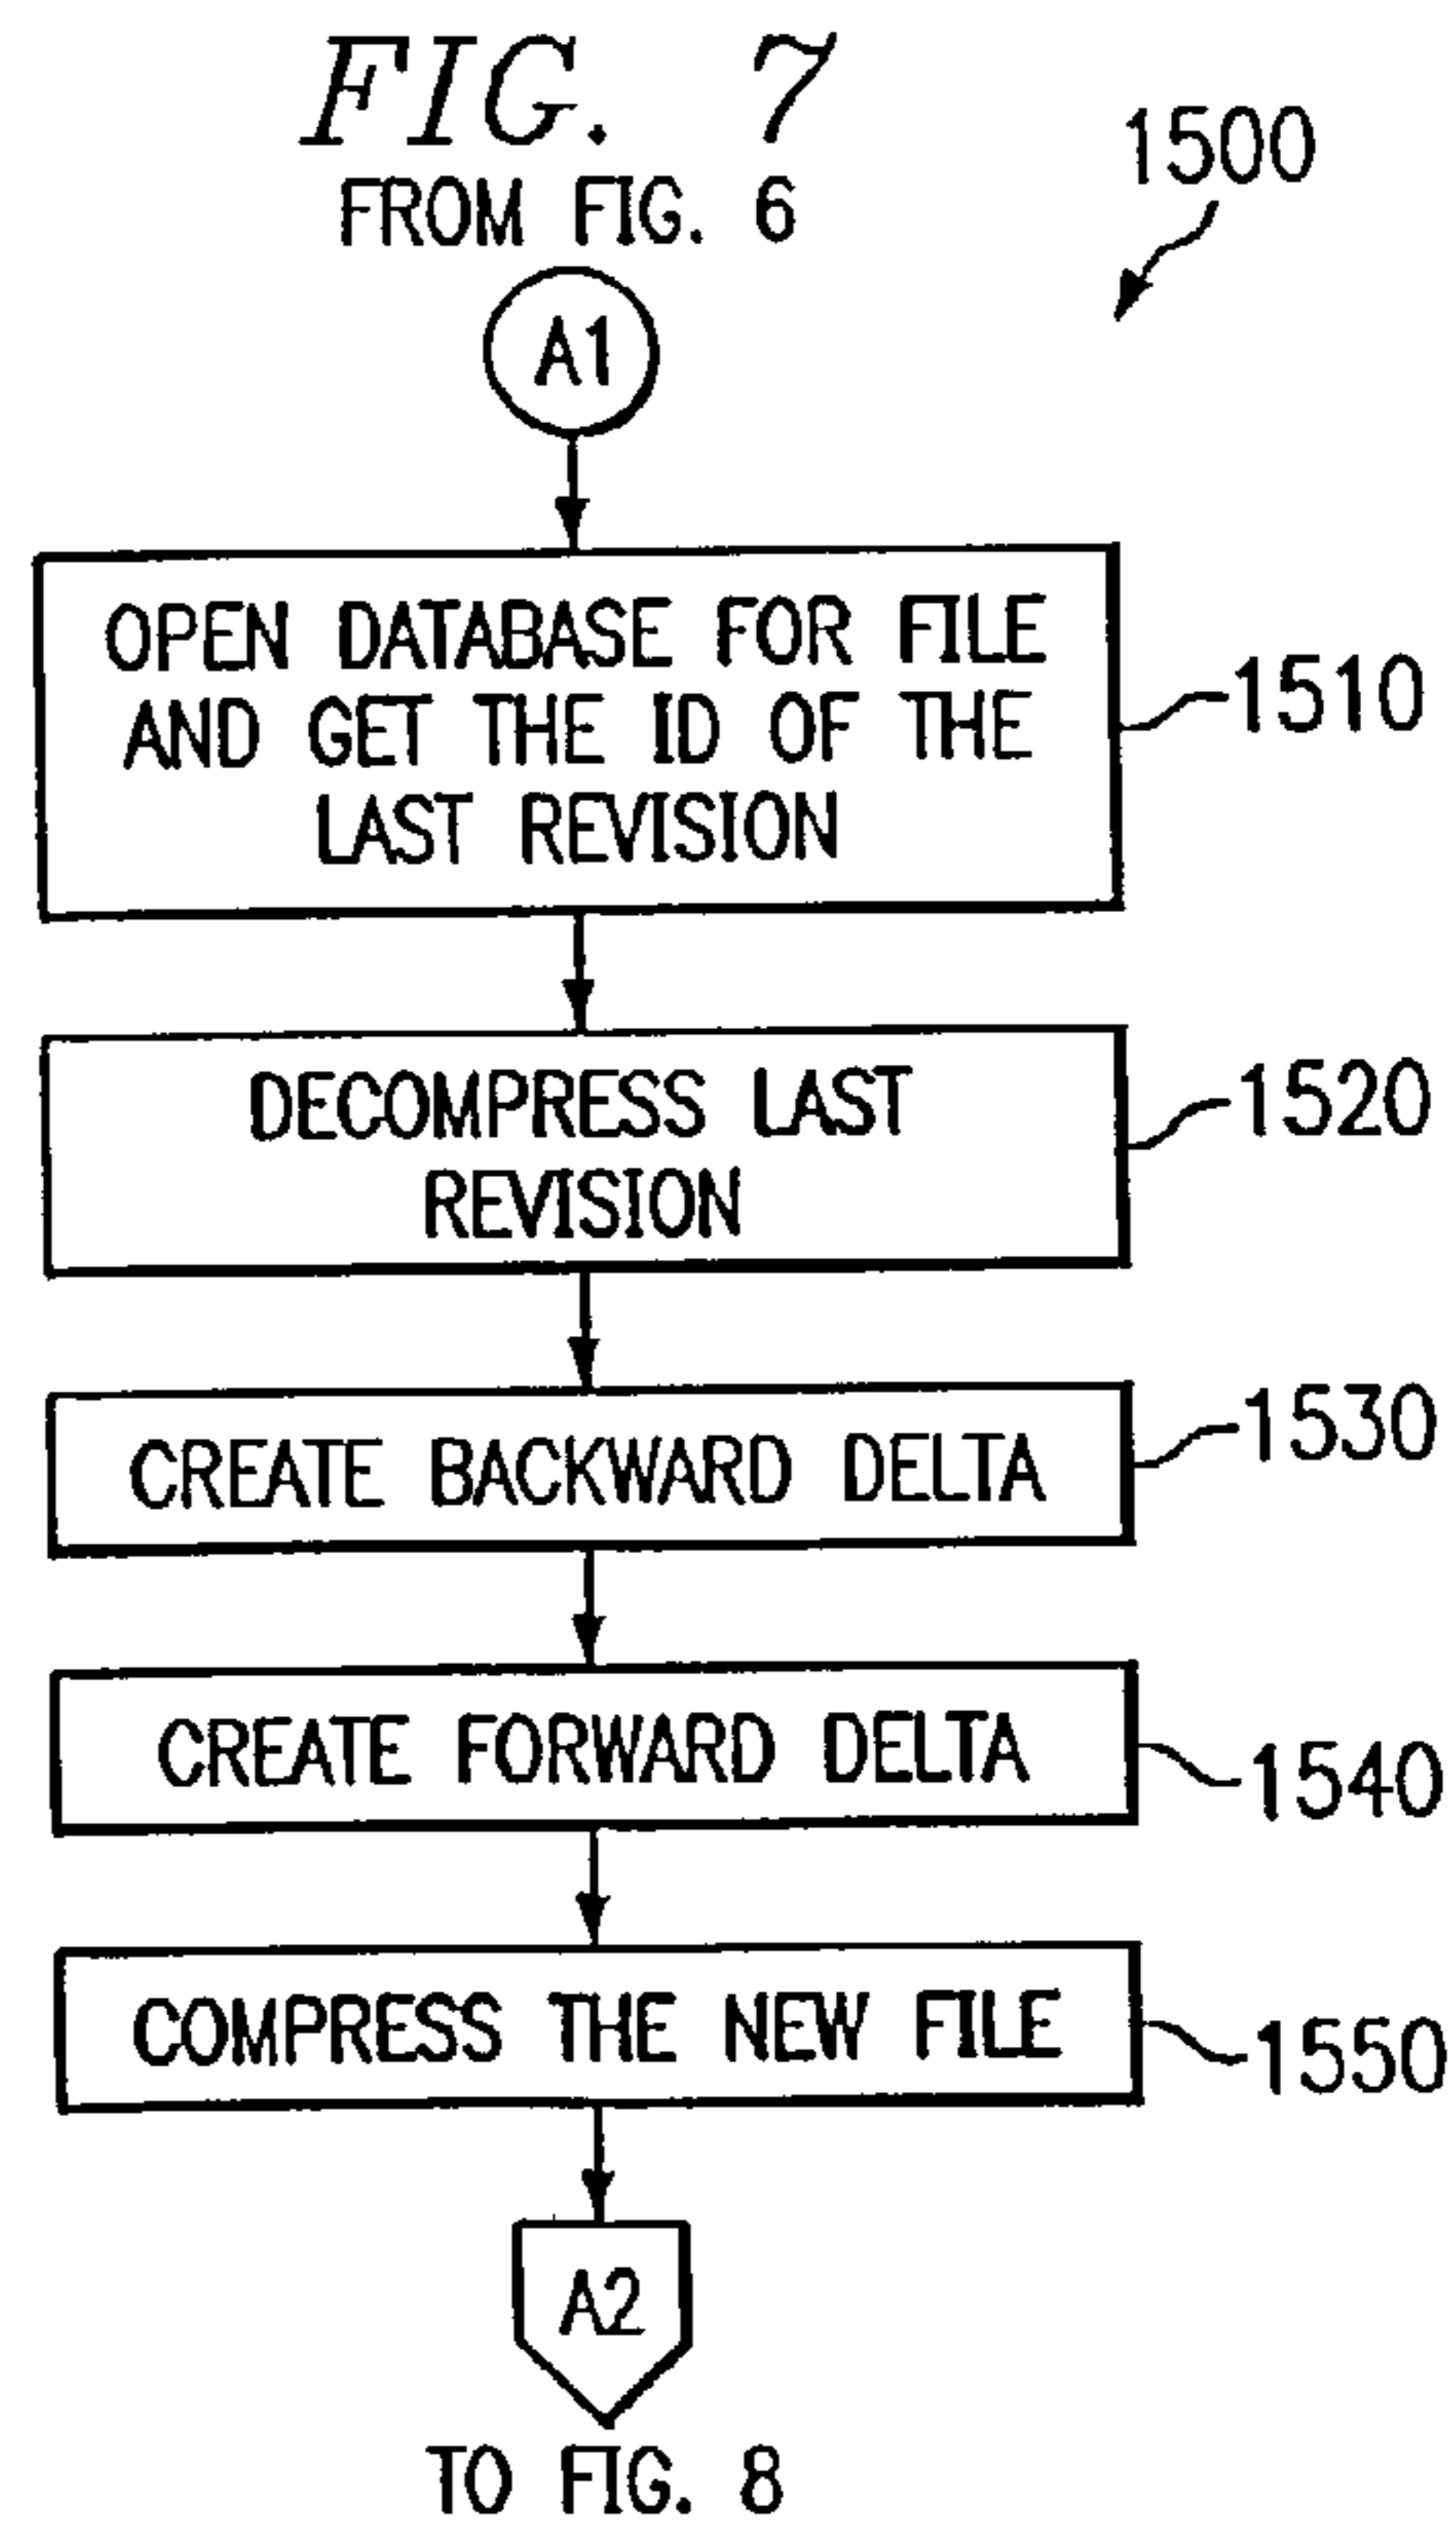 FIG. 7
1500
FROM FIG. 6
A1
OPEN DATABASE FOR FILE
AND GET THE ID OF THE
LAST REVISION
1510
DECOMPRESS LAST
REVISION
1520
CREATE BACKWARD DELTA
1530
CREATE FORWARD DELTA
1540
COMPRESS THE NEW FILE
1550
A2
TO FIG. 8